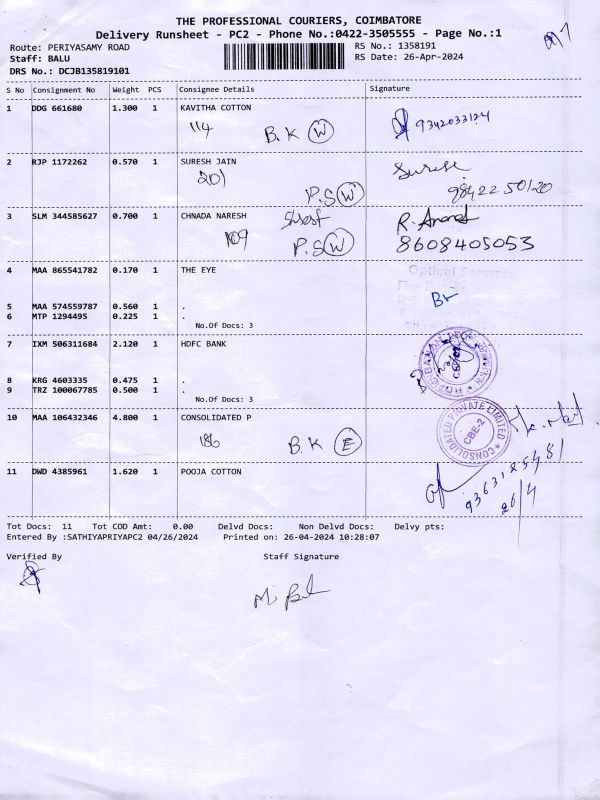 THE PROFESSIONAL COURIERS, COIMBATORE
Delivery Runsheet - PC2 - Phone No.:0422-3505555 - Page No.:1
Route: PERIYASAMY ROAD RS No.: 1358191
Staff: BALU RS Date: 26-Apr-2024
DRS No.: DCJB135819101
S No Consignment No Weight PCS Consignee Details Signature
1 DDG 661680 1.300 1 KAVITHA COTTON
114 B.K W 9342033124
2 RJP 1172262 0.570 1 SURESH JAIN
201 P.S W Suresh
98422 50120
3 SLM 344585627 0.700 1 CHNADA NARESH
109 P.S W R. Anand
8608405053
4 MAA 865541782 0.170 1 THE EYE
Optical Services
5 MAA 574559787 0.560 1 .
6 MTP 1294495 0.225 1 .
No.Of Docs: 3
7 IXM 506311684 2.120 1 HDFC BANK
8 KRG 4603335 0.475 1 .
9 TRZ 100067785 0.500 1 .
No.Of Docs: 3
10 MAA 106432346 4.800 1 CONSOLIDATED P
186 B.K E
CONSOLIDATED PRIVATE LIMITED
CBE-2
11 DWD 4385961 1.620 1 POOJA COTTON
9363125481
26/4
Tot Docs: 11 Tot COD Amt: 0.00 Delvd Docs: Non Delvd Docs: Delvy pts:
Entered By :SATHIYAPRIYAPC2 04/26/2024 Printed on: 26-04-2024 10:28:07
Verified By Staff Signature